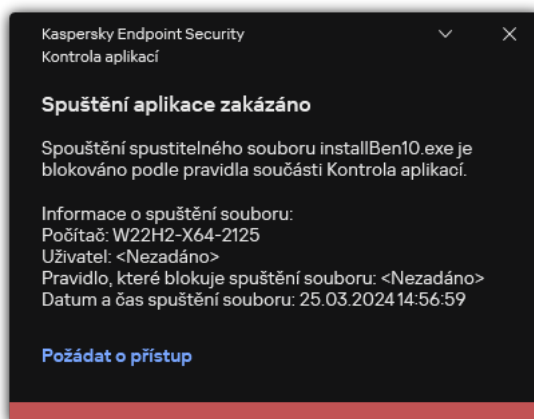 Kaspersky Endpoint Security
Kontrola aplikací
Spuštění aplikace zakázáno
Spouštění spustitelného souboru installBen10.exe je
blokováno podle pravidla součásti Kontrola aplikací.
Informace o spuštění souboru:
Počítač: W22H2-X64-2125
Uživatel: <Nezadáno>
Pravidlo, které blokuje spuštění souboru: <Nezadáno>
Datum a čas spuštění souboru: 25.03.2024 14:56:59
Požádat o přístup